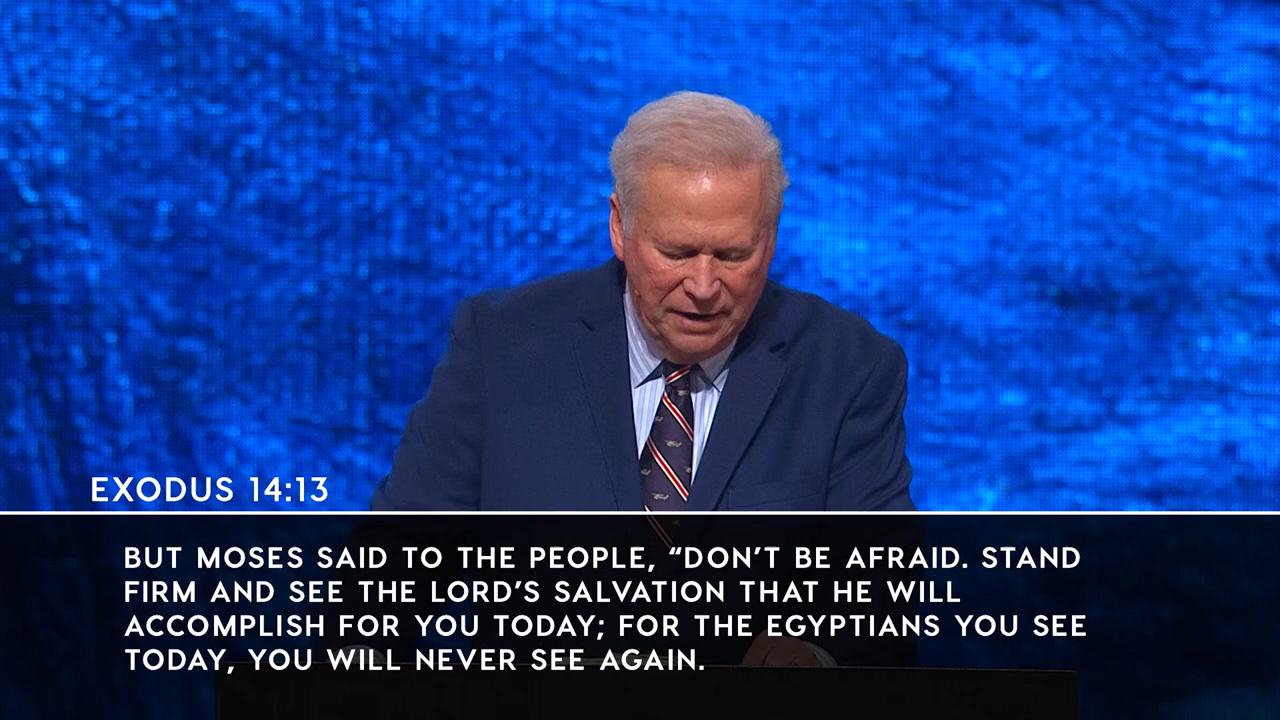 EXODUS 14:13
BUT MOSES SAID TO THE PEOPLE, “DON’T BE AFRAID. STAND
FIRM AND SEE THE LORD’S SALVATION THAT HE WILL
ACCOMPLISH FOR YOU TODAY; FOR THE EGYPTIANS YOU SEE
TODAY, YOU WILL NEVER SEE AGAIN.